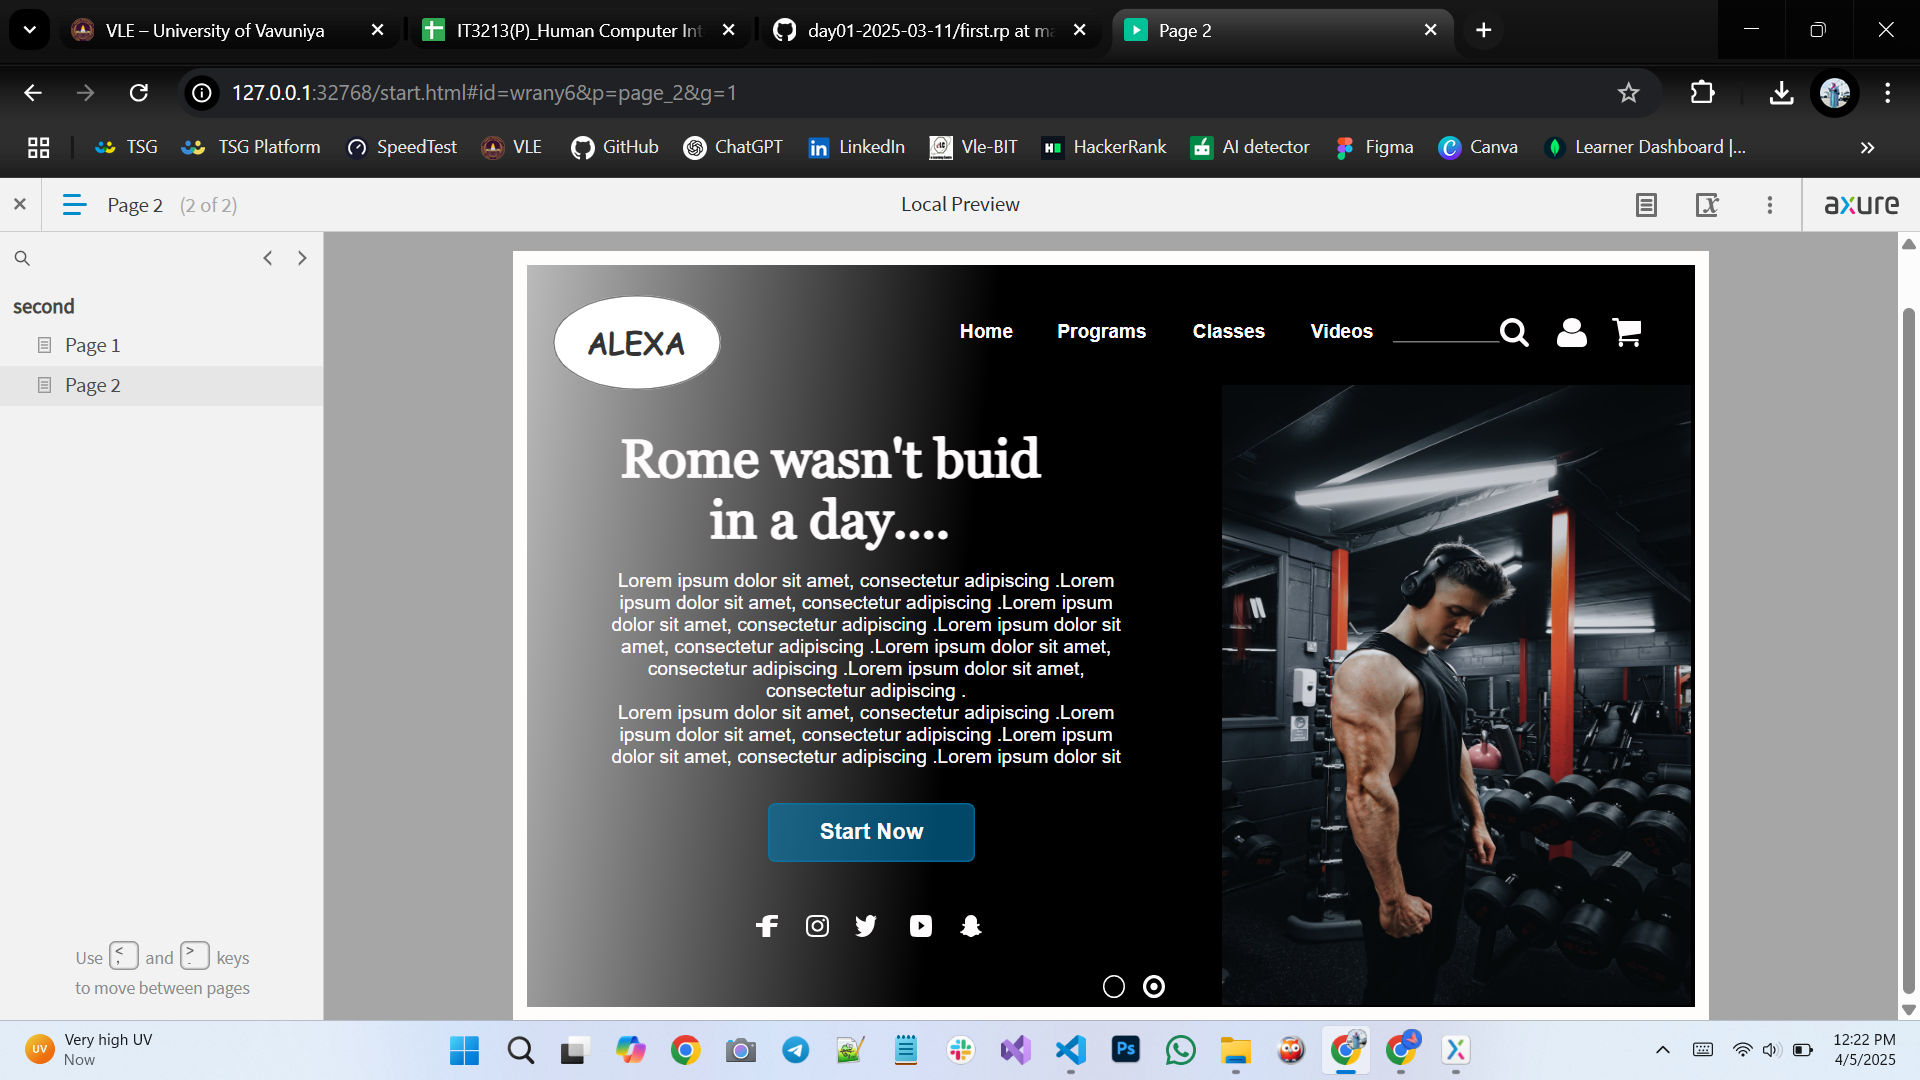 VLE – University of Vavuniya
IT3213(P)_Human Computer Int
day01-2025-03-11/first.rp at ma
Page 2
127.0.0.1:32768/start.html#id=wrany6&p=page_2&g=1
TSG
TSG Platform
SpeedTest
VLE
GitHub
ChatGPT
LinkedIn
Vle-BIT
HackerRank
AI detector
Figma
Canva
Learner Dashboard |...
Page 2 (2 of 2)
Local Preview
axure
second
Page 1
Page 2
Use < , and > . keys
to move between pages
ALEXA
Home
Programs
Classes
Videos
Rome wasn't buid
in a day....
Lorem ipsum dolor sit amet, consectetur adipiscing .Lorem
ipsum dolor sit amet, consectetur adipiscing .Lorem ipsum
dolor sit amet, consectetur adipiscing .Lorem ipsum dolor sit
amet, consectetur adipiscing .Lorem ipsum dolor sit amet,
consectetur adipiscing .Lorem ipsum dolor sit amet,
consectetur adipiscing .
Lorem ipsum dolor sit amet, consectetur adipiscing .Lorem
ipsum dolor sit amet, consectetur adipiscing .Lorem ipsum
dolor sit amet, consectetur adipiscing .Lorem ipsum dolor sit
Start Now
UV
Very high UV
Now
Ps
12:22 PM
4/5/2025